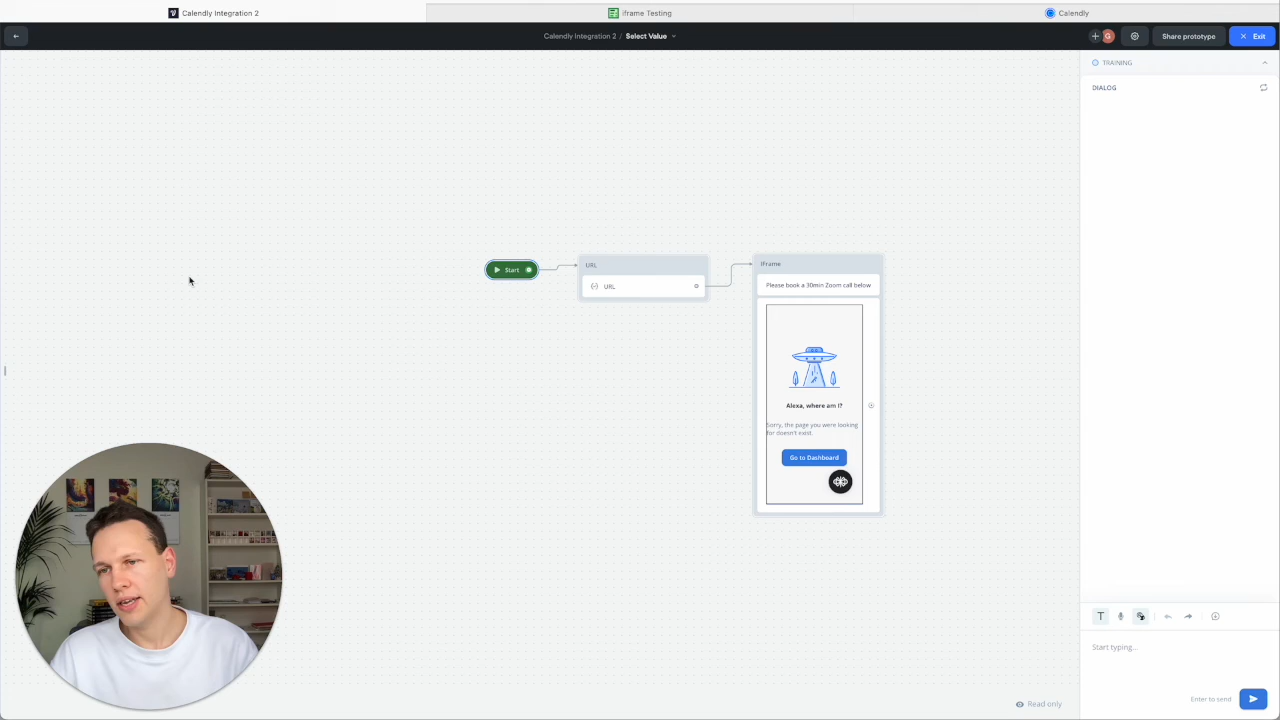 Calendly Integration 2
iframe Testing
Calendly
Calendly Integration 2 / Select Value
G
Share prototype
Exit
TRAINING
DIALOG
Start
URL
URL
IFrame
Please book a 30min Zoom call below
Alexa, where am I?
Sorry, the page you were looking
for doesn't exist.
Go to Dashboard
T
Start typing...
Enter to send
Read only